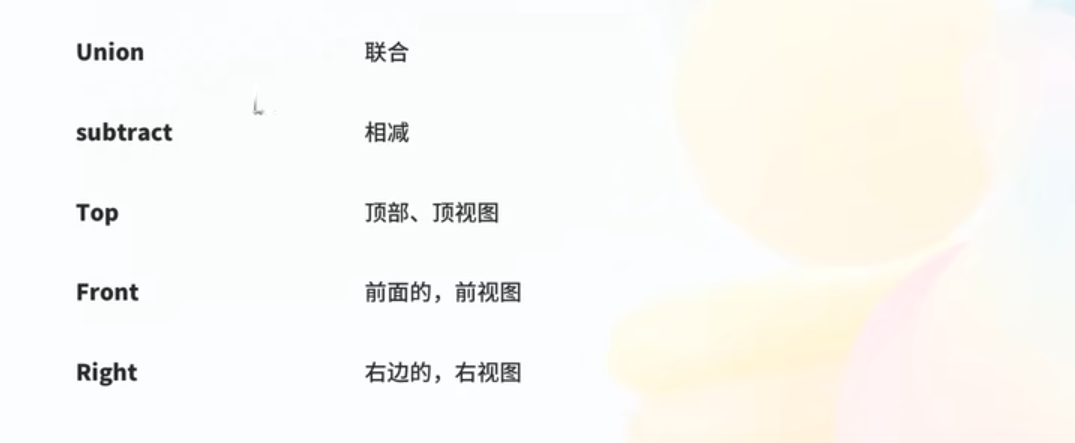 Union 联合
subtract 相减
Top 顶部、顶视图
Front 前面的，前视图
Right 右边的，右视图